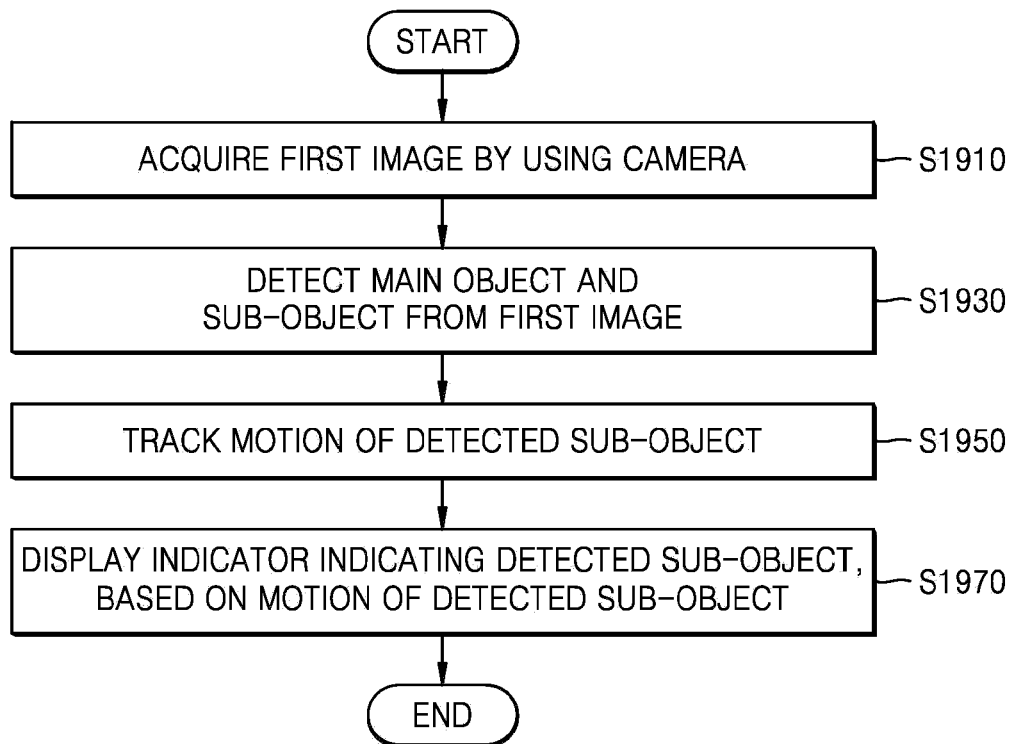 START
ACQUIRE FIRST IMAGE BY USING CAMERA
S1910
DETECT MAIN OBJECT AND
SUB-OBJECT FROM FIRST IMAGE
S1930
TRACK MOTION OF DETECTED SUB-OBJECT
S1950
DISPLAY INDICATOR INDICATING DETECTED SUB-OBJECT,
BASED ON MOTION OF DETECTED SUB-OBJECT
S1970
END